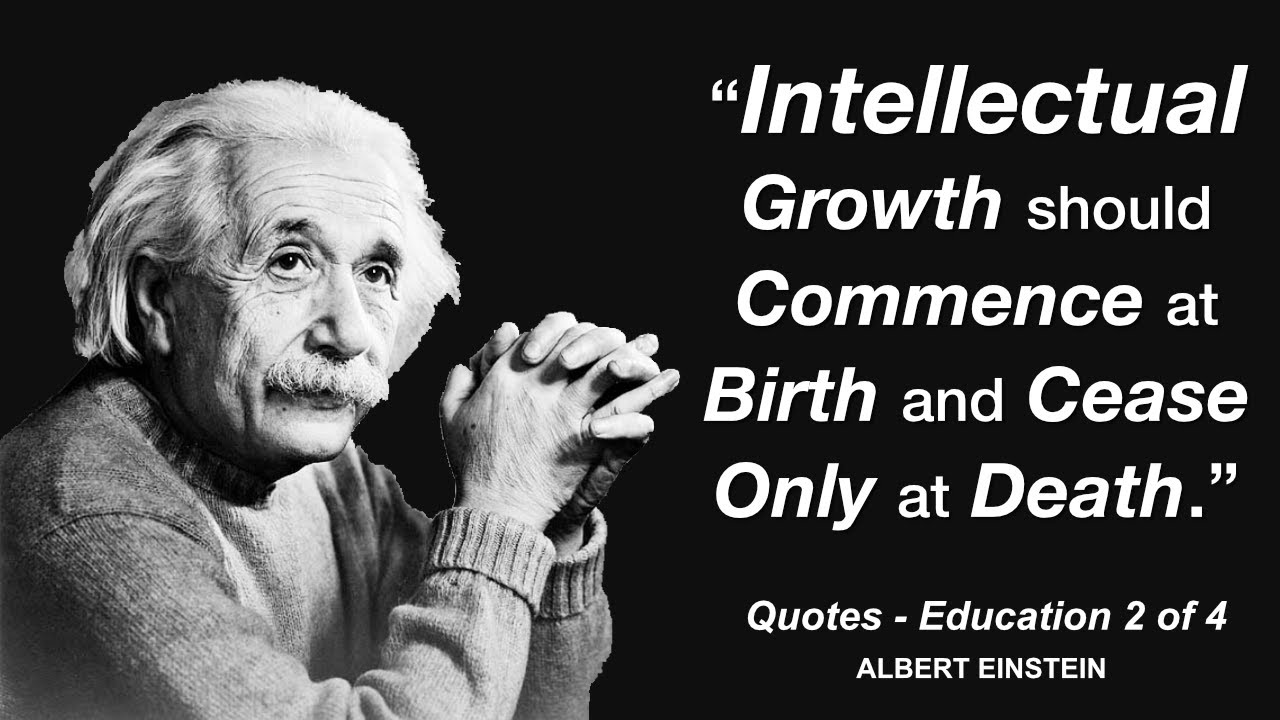 “Intellectual
Growth should
Commence at
Birth and Cease
Only at Death.”
Quotes - Education 2 of 4
ALBERT EINSTEIN